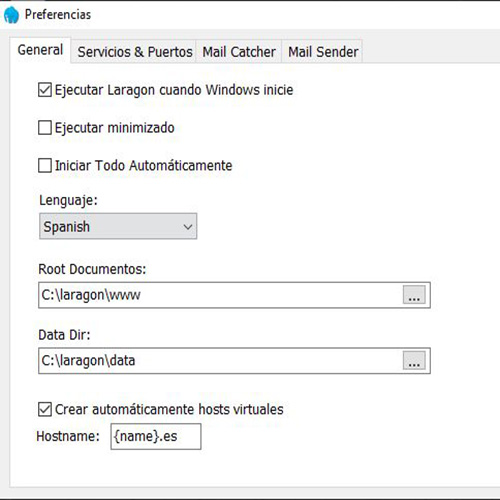 Preferencias
General
Servicios & Puertos
Mail Catcher
Mail Sender
Ejecutar Laragon cuando Windows inicie
Ejecutar minimizado
Iniciar Todo Automáticamente
Lenguaje:
Spanish
Root Documentos:
C:\laragon\www
...
Data Dir:
C:\laragon\data
...
Crear automáticamente hosts virtuales
Hostname: {name}.es